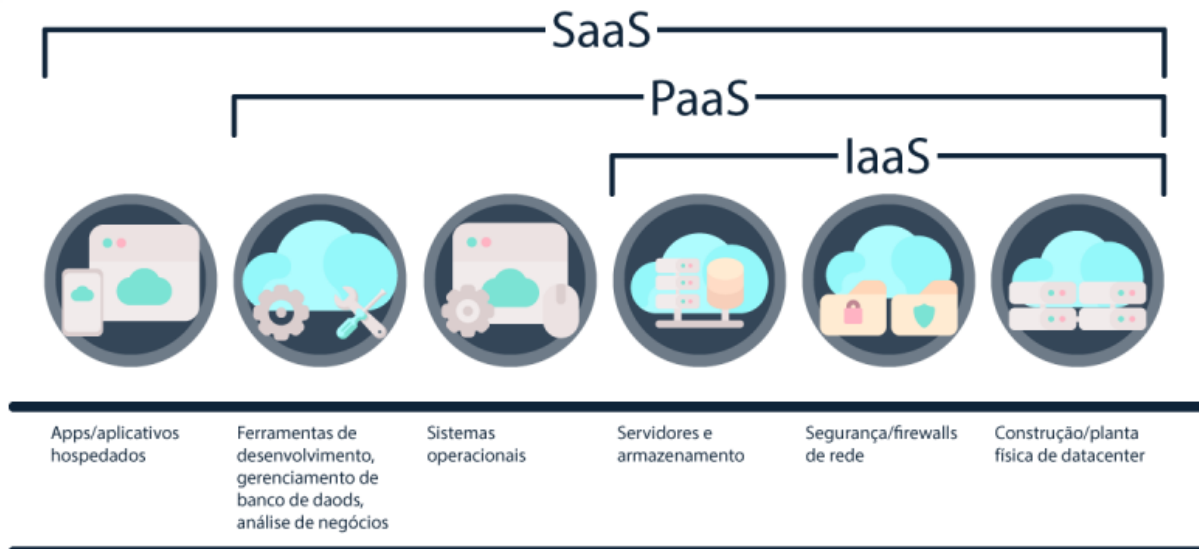 SaaS
PaaS
IaaS
Apps/aplicativos
hospedados
Ferramentas de
desenvolvimento,
gerenciamento de
banco de daods,
análise de negócios
Sistemas
operacionais
Servidores e
armazenamento
Segurança/firewalls
de rede
Construção/planta
física de datacenter